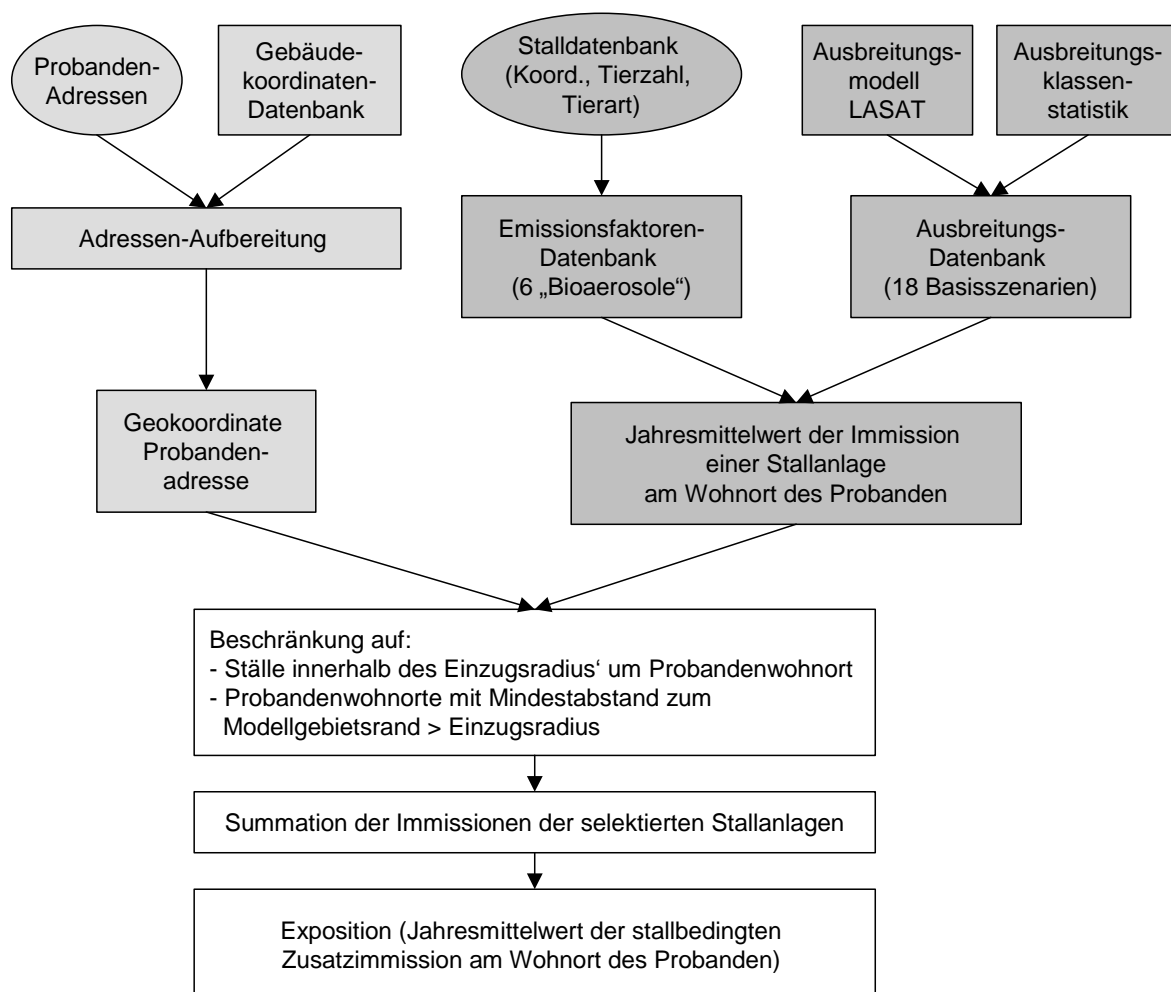 Probanden-
Adressen
Gebäude-
koordinaten-
Datenbank
Stalldatenbank
(Koord., Tierzahl,
Tierart)
Ausbreitungs-
modell
LASAT
Ausbreitungs-
klassen-
statistik
Adressen-Aufbereitung
Emissionsfaktoren-
Datenbank
(6 „Bioaerosole“)
Ausbreitungs-
Datenbank
(18 Basisszenarien)
Geokoordinate
Probanden-
adresse
Jahresmittelwert der Immission
einer Stallanlage
am Wohnort des Probanden
Beschränkung auf:
- Ställe innerhalb des Einzugsradius‘ um Probandenwohnort
- Probandenwohnorte mit Mindestabstand zum
Modellgebietsrand > Einzugsradius
Summation der Immissionen der selektierten Stallanlagen
Exposition (Jahresmittelwert der stallbedingten
Zusatzimmission am Wohnort des Probanden)